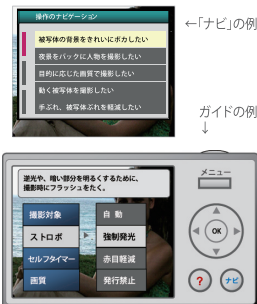 操作のナビゲーション
←「ナビ」の例
被写体の背景をきれいにボカしたい
夜景をバックに人物を撮影したい
目的に応じた画質で撮影したい
動く被写体を撮影したい
手ぶれ、被写体ぶれを軽減したい
ガイドの例
↓
逆光や、暗い部分を明るくするために、
撮影時にフラッシュをたく。
メニュー
撮影対象
自動
ストロボ
強制発光
OK
セルフタイマー
赤目軽減
画質
発行禁止
?
ナビ